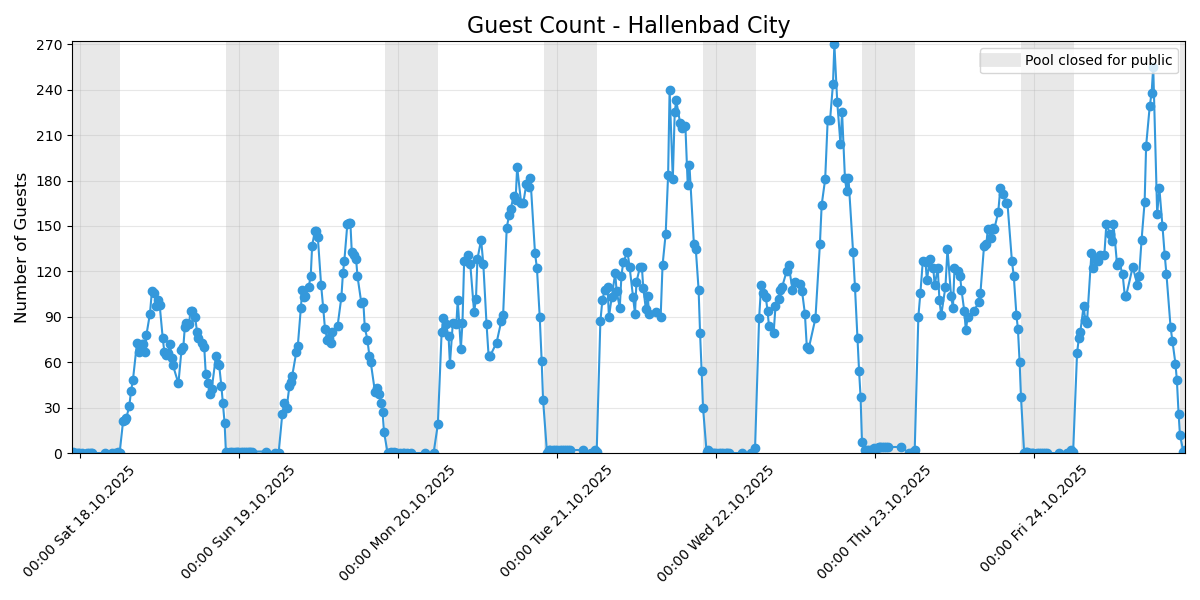 Guest Count - Hallenbad City
Pool closed for public
Number of Guests
270
240
210
180
150
120
90
60
30
0
00:00 Sat 18.10.2025
00:00 Sun 19.10.2025
00:00 Mon 20.10.2025
00:00 Tue 21.10.2025
00:00 Wed 22.10.2025
00:00 Thu 23.10.2025
00:00 Fri 24.10.2025